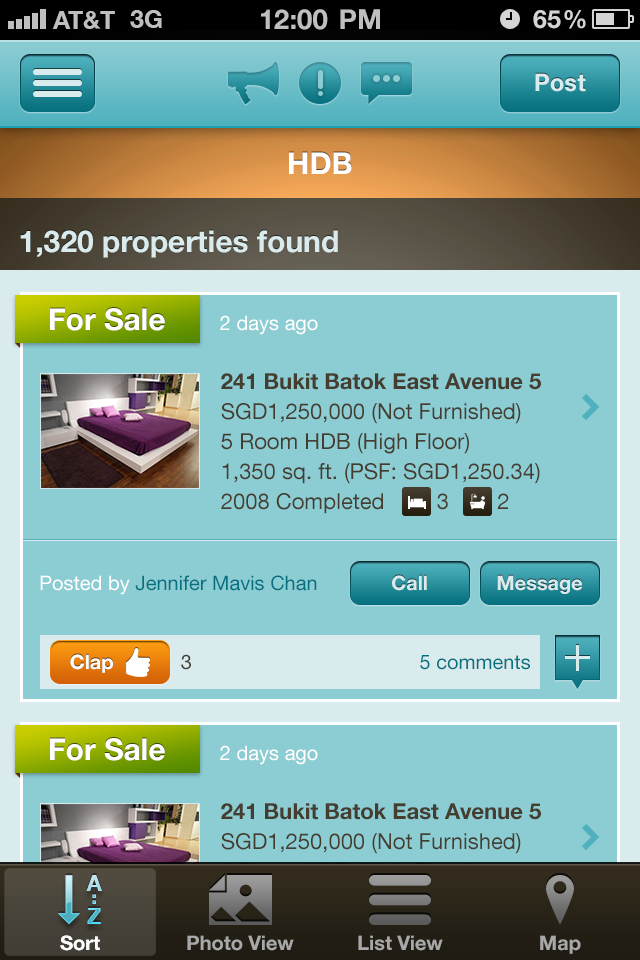 AT&T 3G 12:00 PM 65%
Post
HDB
1,320 properties found
For Sale 2 days ago
241 Bukit Batok East Avenue 5
SGD1,250,000 (Not Furnished)
5 Room HDB (High Floor)
1,350 sq. ft. (PSF: SGD1,250.34)
2008 Completed 3 2
Posted by Jennifer Mavis Chan Call Message
Clap 3 5 comments
For Sale 2 days ago
241 Bukit Batok East Avenue 5
SGD1,250,000 (Not Furnished)
A
Z
Sort Photo View List View Map